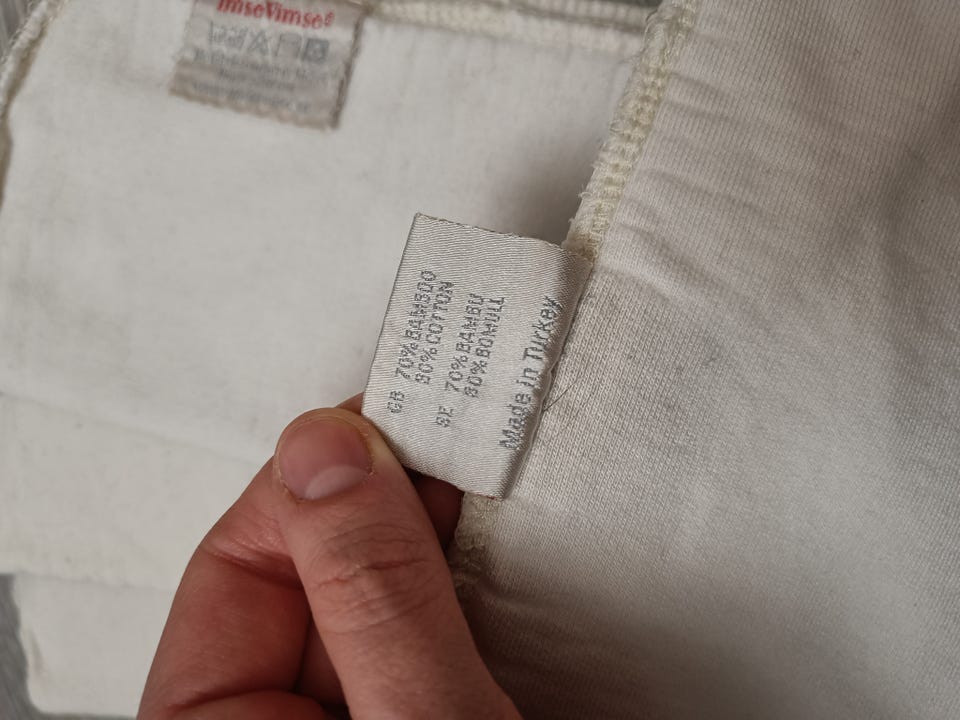 ImseVimse®
GB 70%BAMBOO
30%COTTON
SE 70%BAMBU
30%BOMULL
Made in Turkey